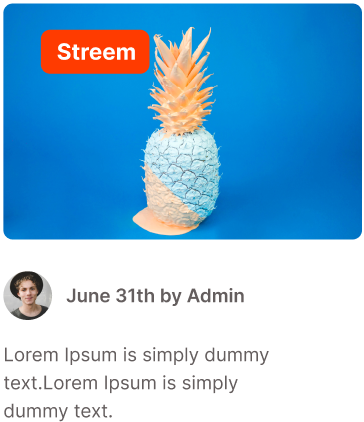 Streem
June 31th by Admin
Lorem Ipsum is simply dummy
text.Lorem Ipsum is simply
dummy text.